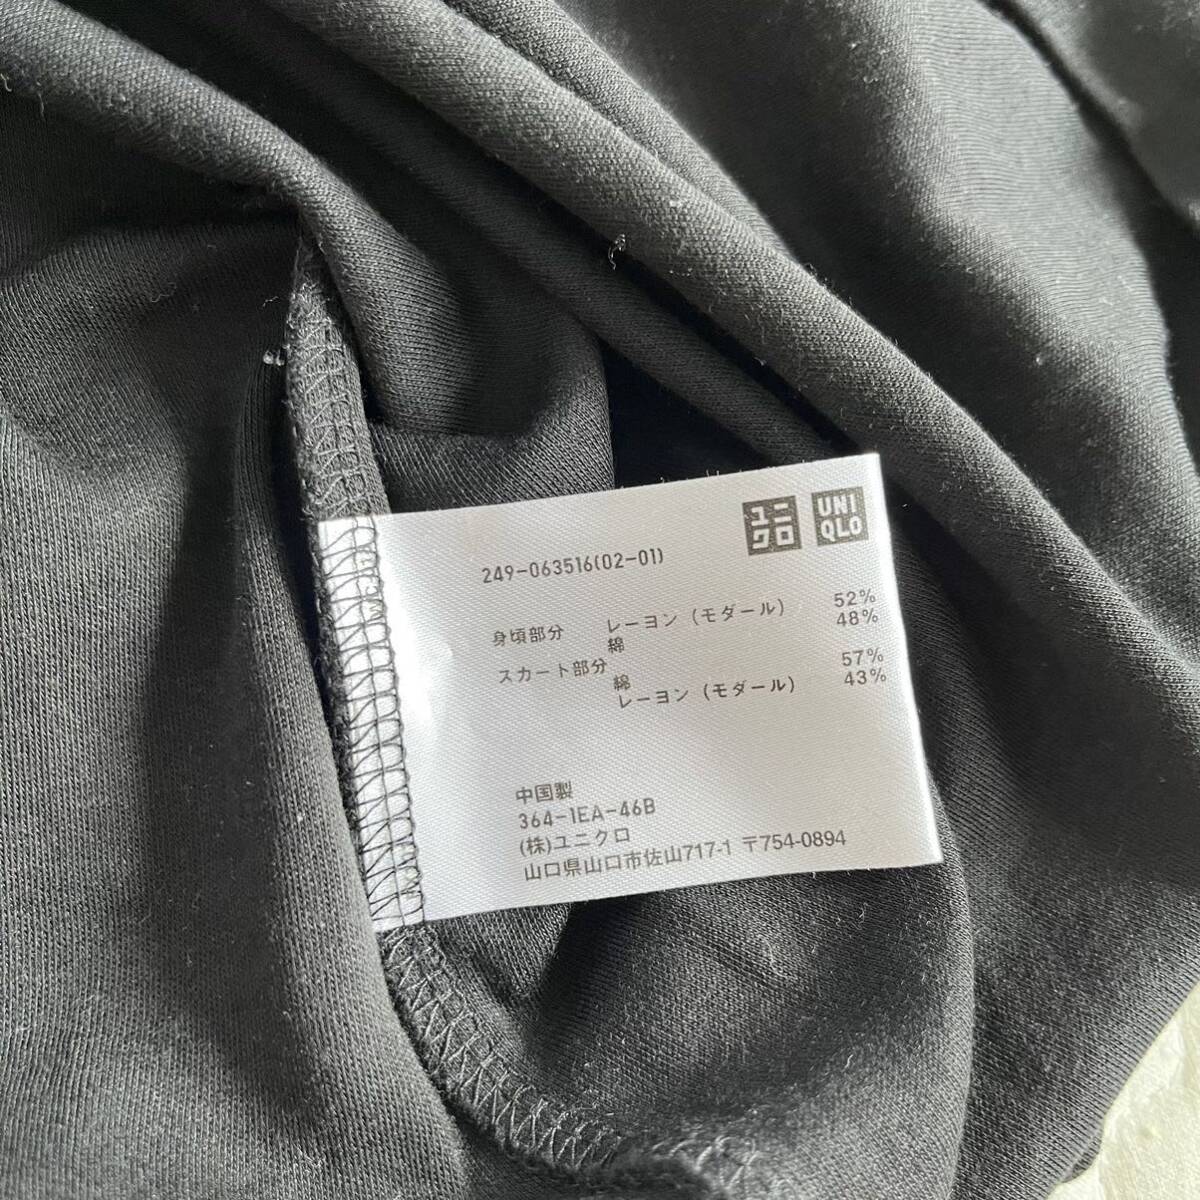 ユニクロ
UNIQLO
249-063516(02-01)
身頃部分 レーヨン（モダール） 52%
綿 48%
スカート部分 綿 57%
レーヨン（モダール） 43%
中国製
364-1EA-46B
(株)ユニクロ
山口県山口市佐山717-1 〒754-0894